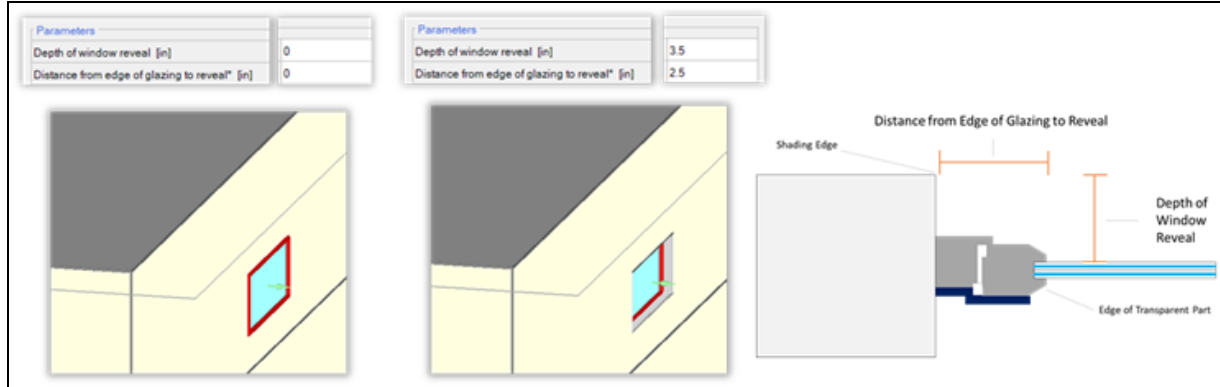 Parameters
Depth of window reveal [in] 0
Distance from edge of glazing to reveal* [in] 0
Parameters
Depth of window reveal [in] 3.5
Distance from edge of glazing to reveal* [in] 2.5
Distance from Edge of Glazing to Reveal
Shading Edge
Depth of
Window
Reveal
Edge of Transparent Part